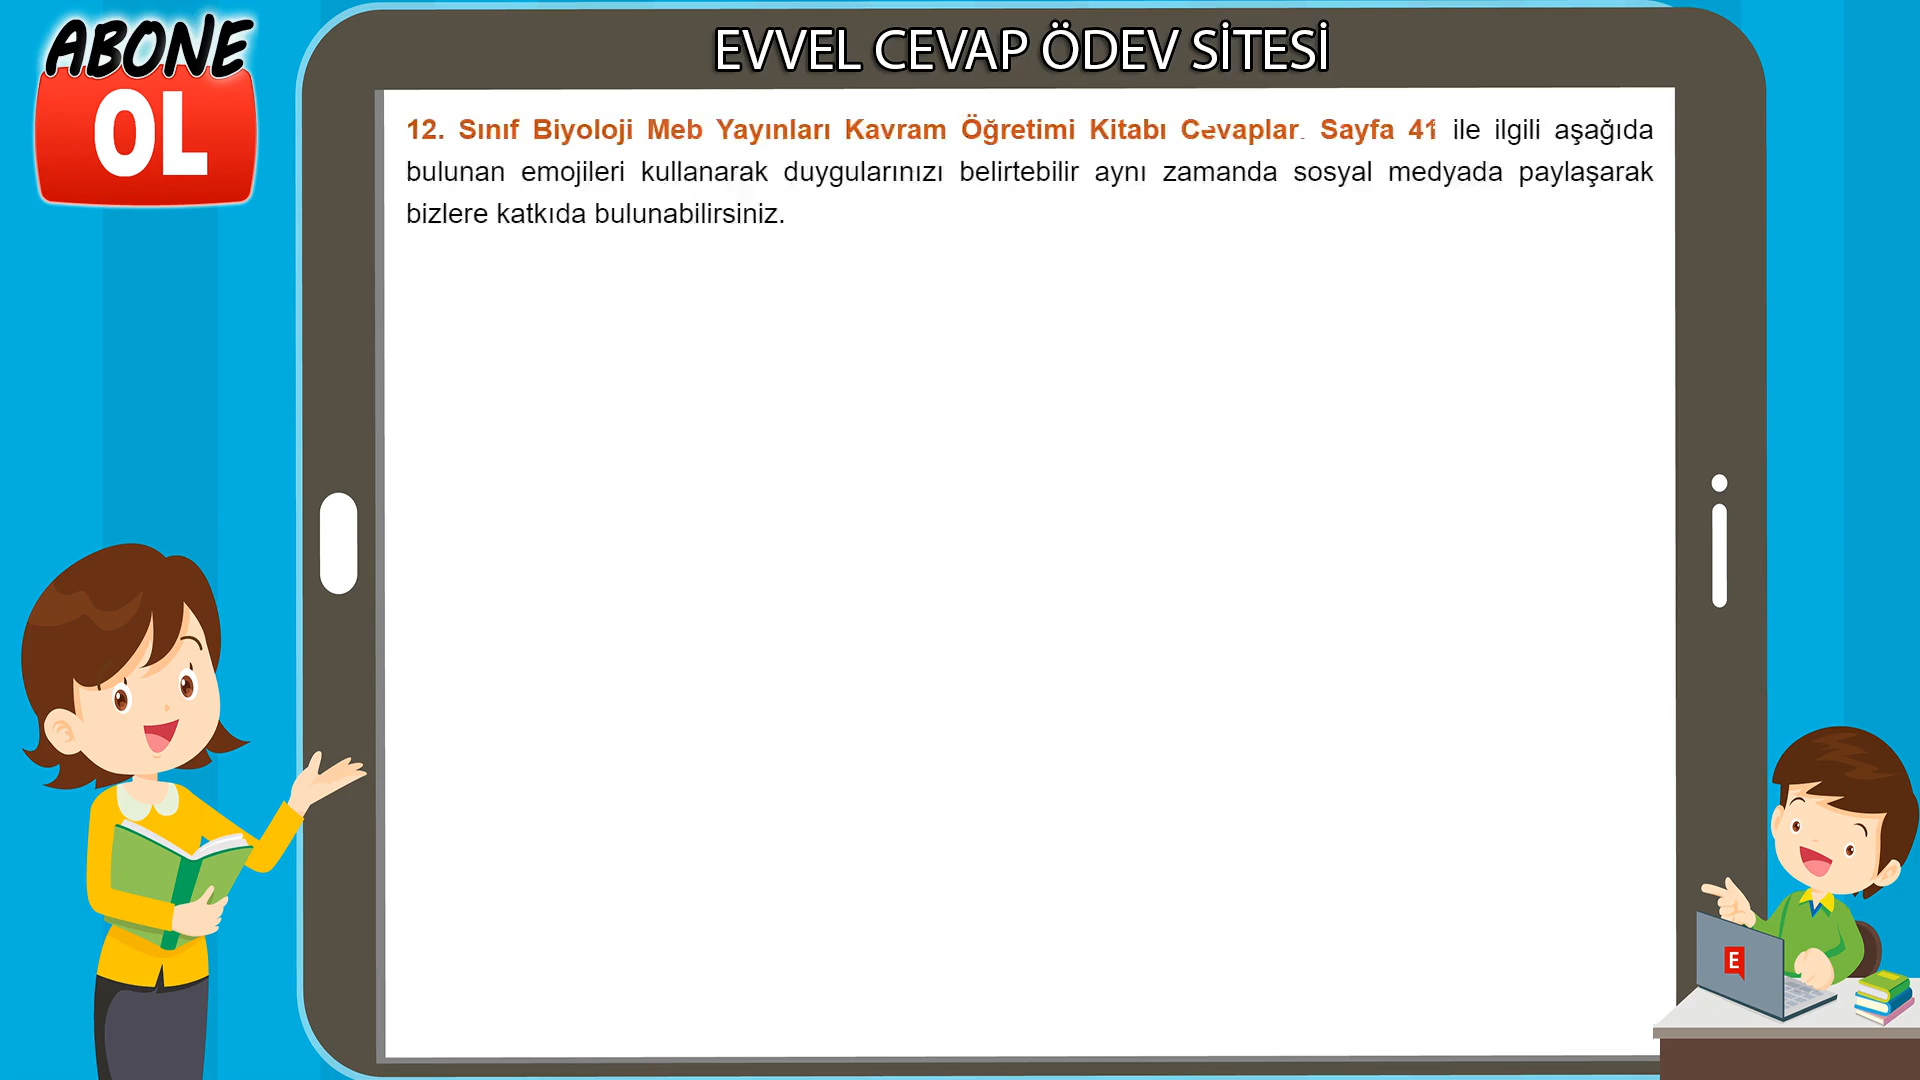 ABONE
OL
EVVEL CEVAP ÖDEV SİTESİ
12. Sınıf Biyoloji Meb Yayınları Kavram Öğretimi Kitabı Cevapları Sayfa 41 ile ilgili aşağıda
bulunan emojileri kullanarak duygularınızı belirtebilir aynı zamanda sosyal medyada paylaşarak
bizlere katkıda bulunabilirsiniz.
E